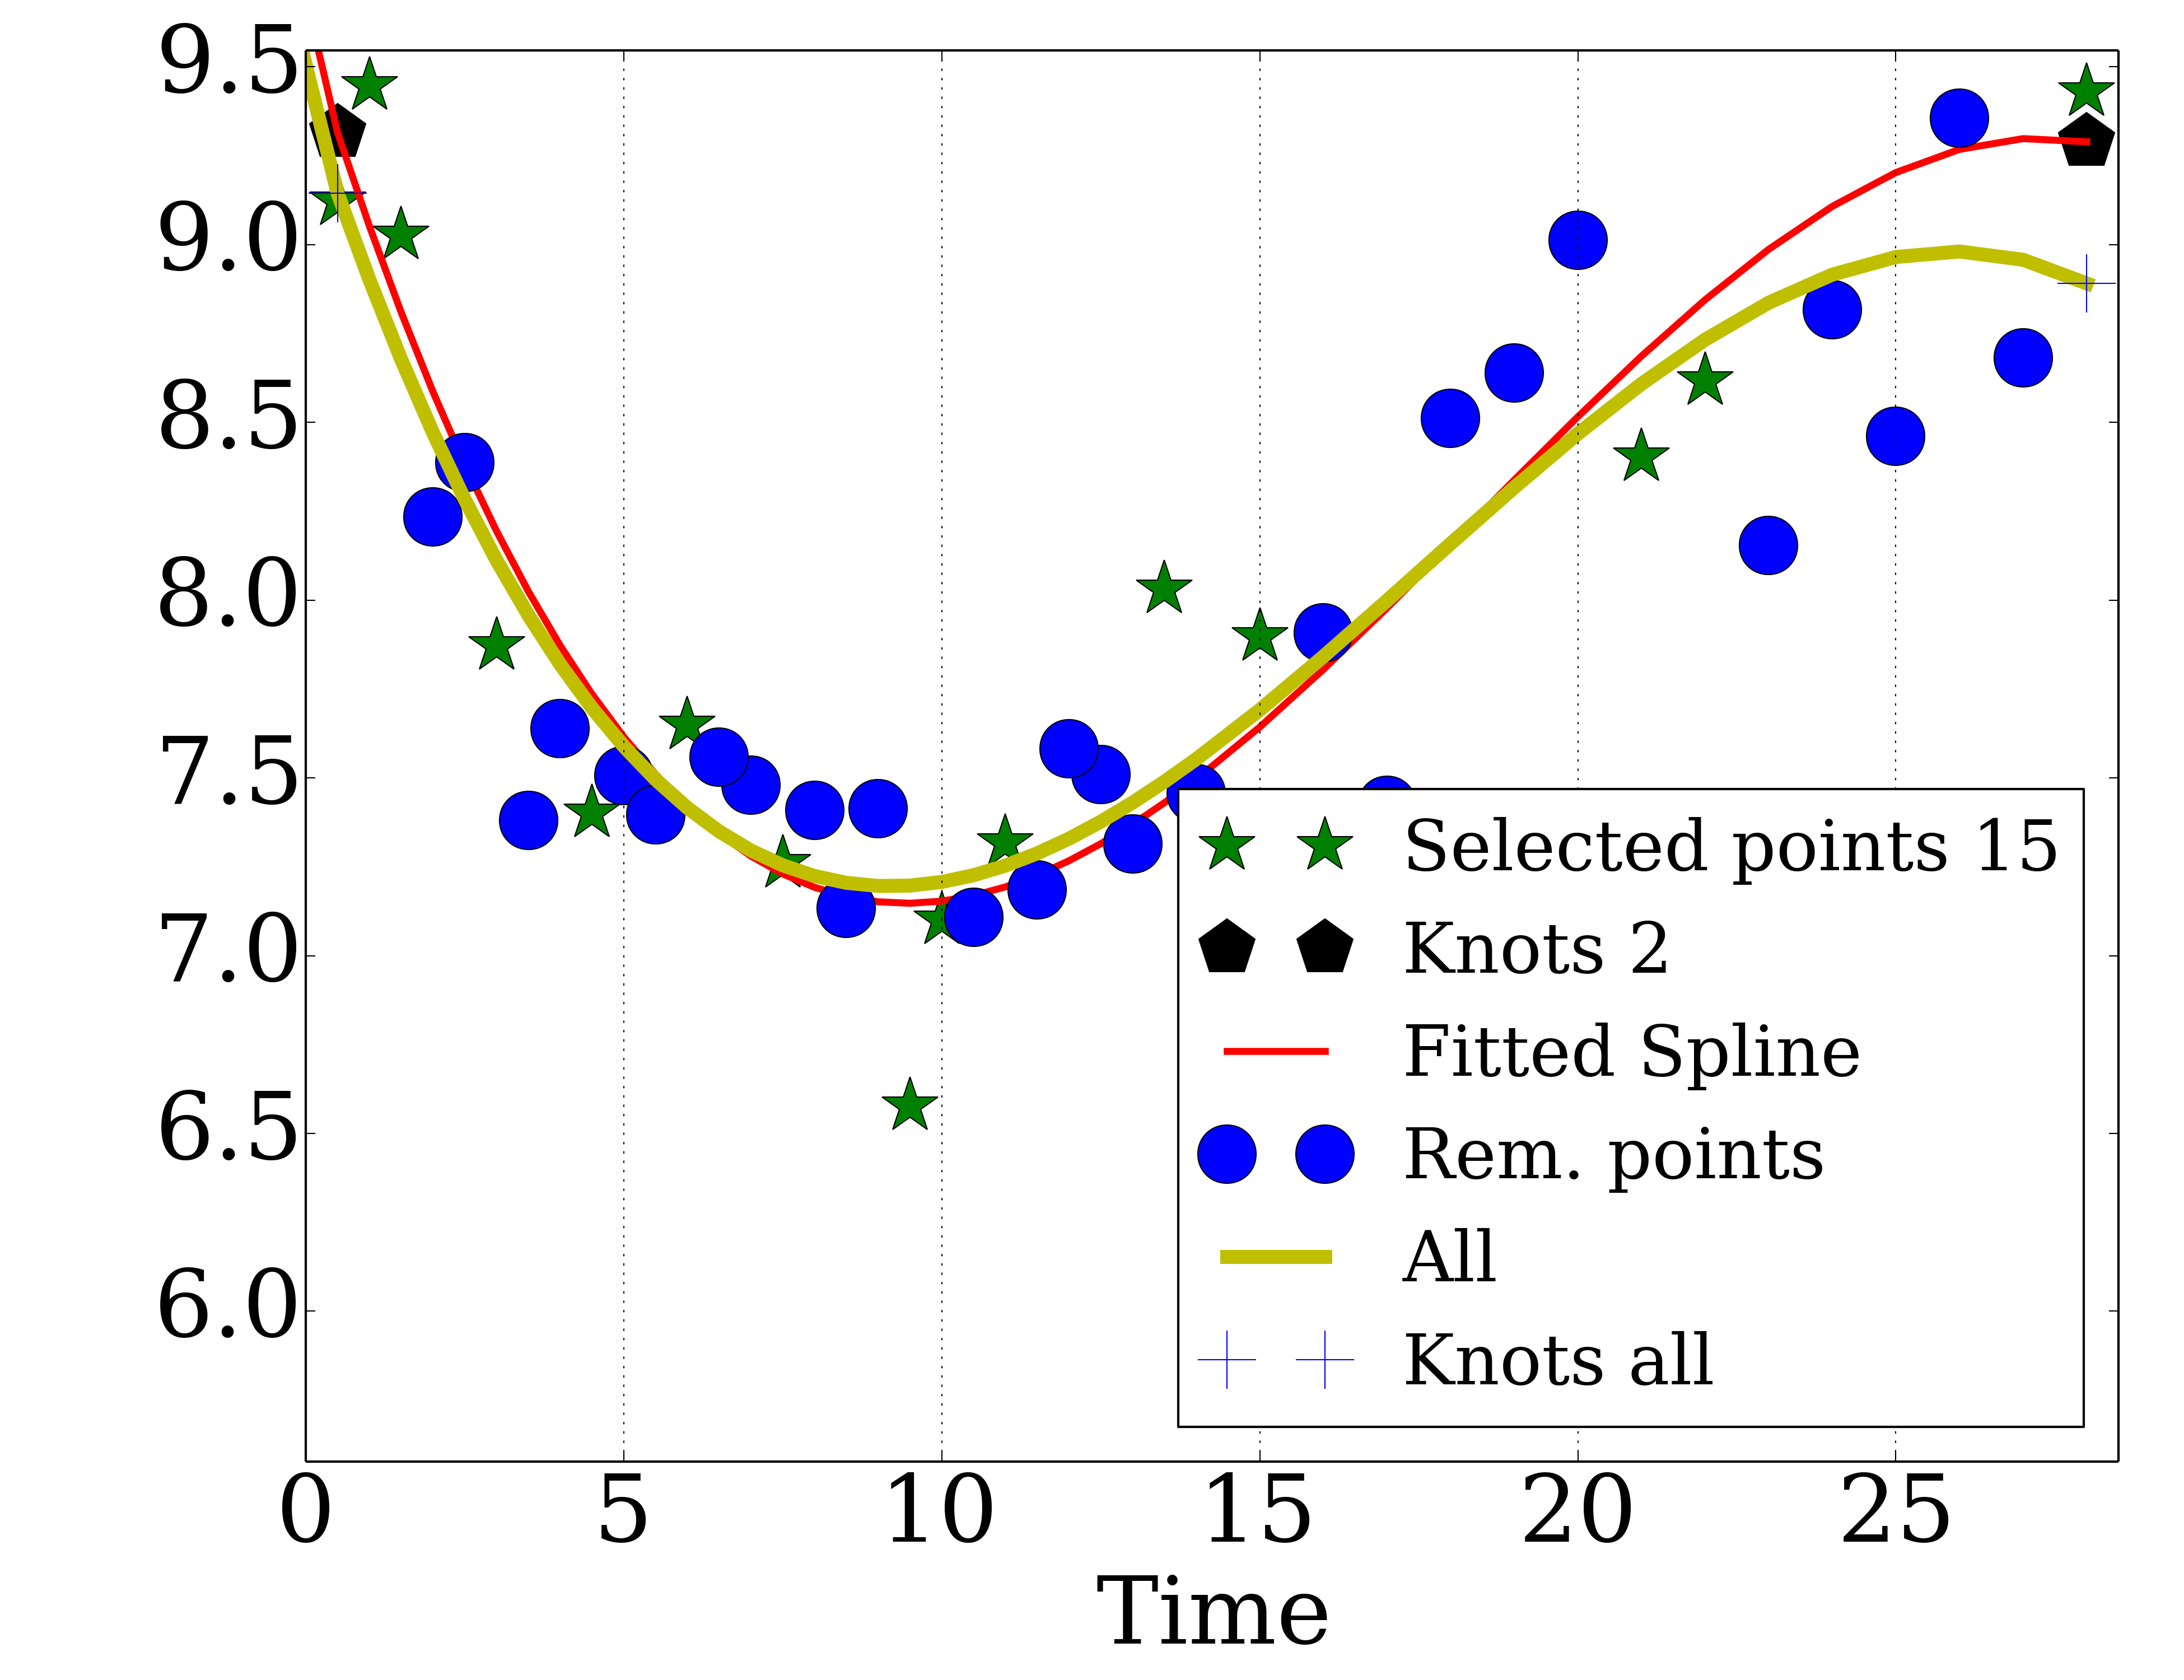 9.5
9.0
8.5
8.0
7.5
7.0
6.5
6.0
Selected points 15
Knots 2
Fitted Spline
Rem. points
All
Knots all
0 5 10 15 20 25
Time